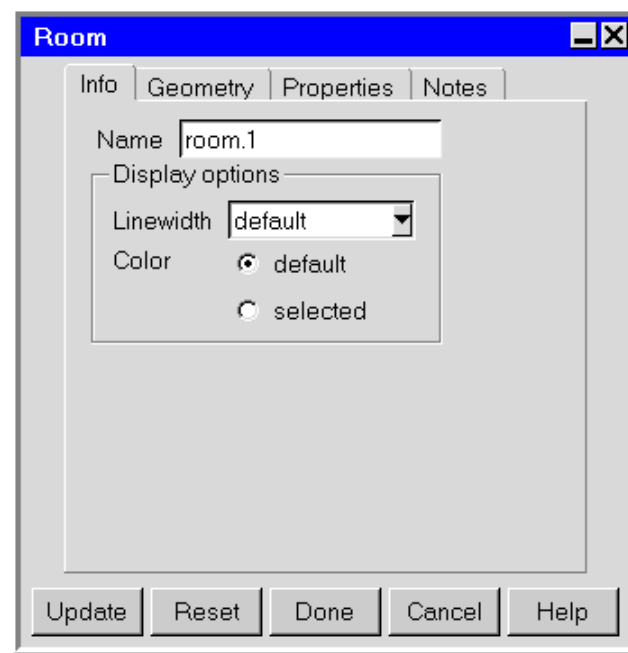 Room
Info Geometry Properties Notes
Name room.1
Display options
Linewidth default
Color default
selected
Update Reset Done Cancel Help